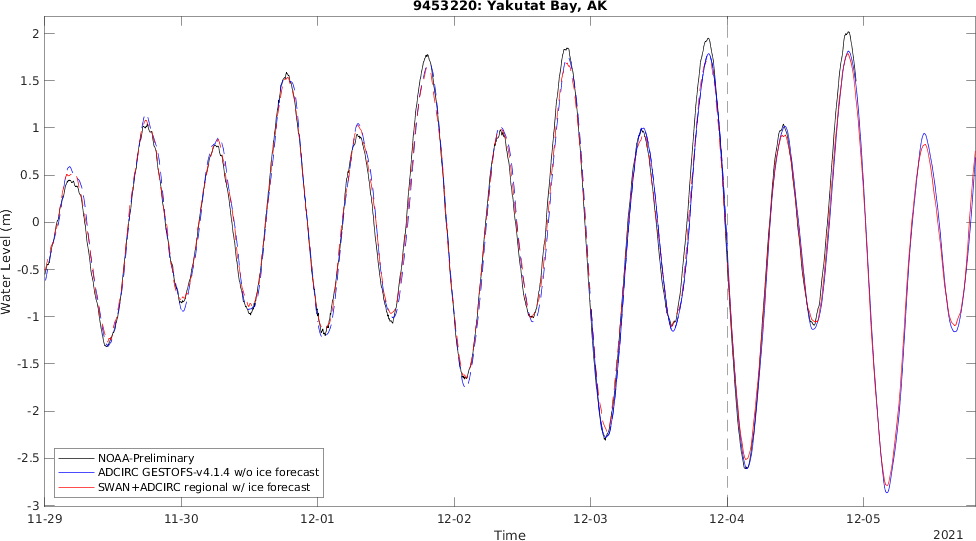 9453220: Yakutat Bay, AK
Water Level (m)
2
1.5
1
0.5
0
-0.5
-1
-1.5
-2
-2.5
-3
NOAA-Preliminary
ADCIRC GESTOFS-v4.1.4 w/o ice forecast
SWAN+ADCIRC regional w/ ice forecast
11-29 11-30 12-01 12-02 12-03 12-04 12-05
Time
2021